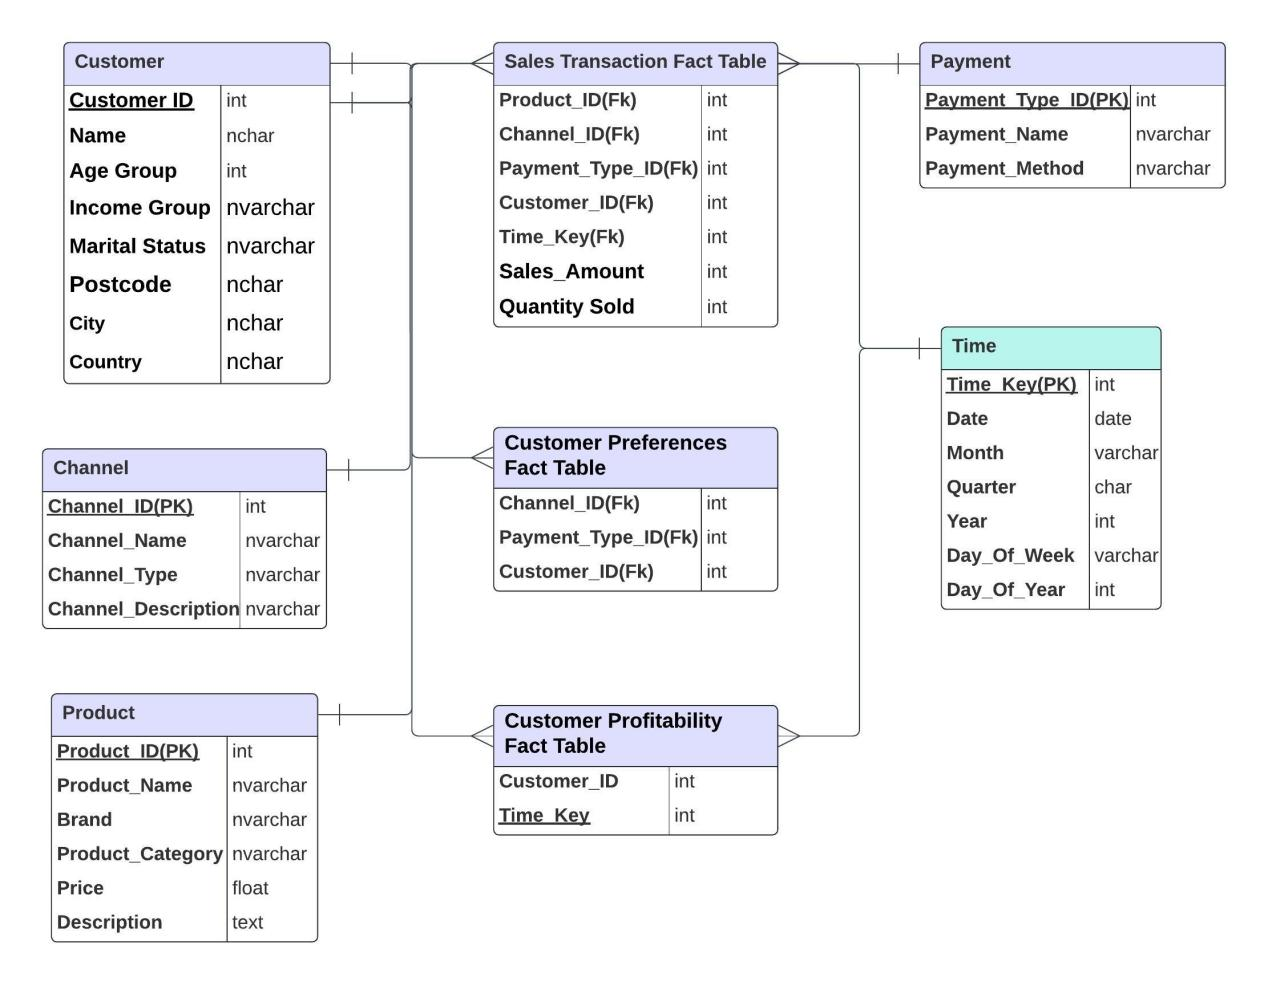 Customer
Customer ID int
Name nchar
Age Group int
Income Group nvarchar
Marital Status nvarchar
Postcode nchar
City nchar
Country nchar
Sales Transaction Fact Table
Product_ID(Fk) int
Channel_ID(Fk) int
Payment_Type_ID(Fk) int
Customer_ID(Fk) int
Time_Key(Fk) int
Sales_Amount int
Quantity Sold int
Payment
Payment_Type_ID(PK) int
Payment_Name nvarchar
Payment_Method nvarchar
Time
Time_Key(PK) int
Date date
Month varchar
Quarter char
Year int
Day_Of_Week varchar
Day_Of_Year int
Channel
Channel_ID(PK) int
Channel_Name nvarchar
Channel_Type nvarchar
Channel_Description nvarchar
Customer Preferences
Fact Table
Channel_ID(Fk) int
Payment_Type_ID(Fk) int
Customer_ID(Fk) int
Product
Product_ID(PK) int
Product_Name nvarchar
Brand nvarchar
Product_Category nvarchar
Price float
Description text
Customer Profitability
Fact Table
Customer_ID int
Time_Key int